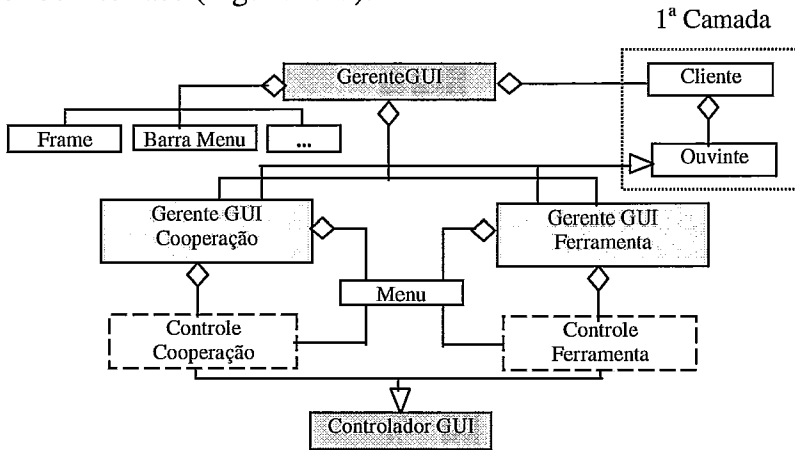 1ª Camada
GerenteGUI
Cliente
Frame
Barra Menu
...
Ouvinte
Gerente GUI
Cooperação
Gerente GUI
Ferramenta
Menu
Controle
Cooperação
Controle
Ferramenta
Controlador GUI